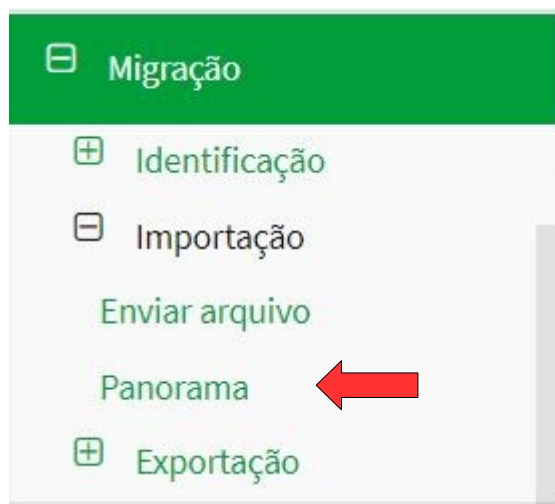 Migração
Identificação
Importação
Enviar arquivo
Panorama
Exportação